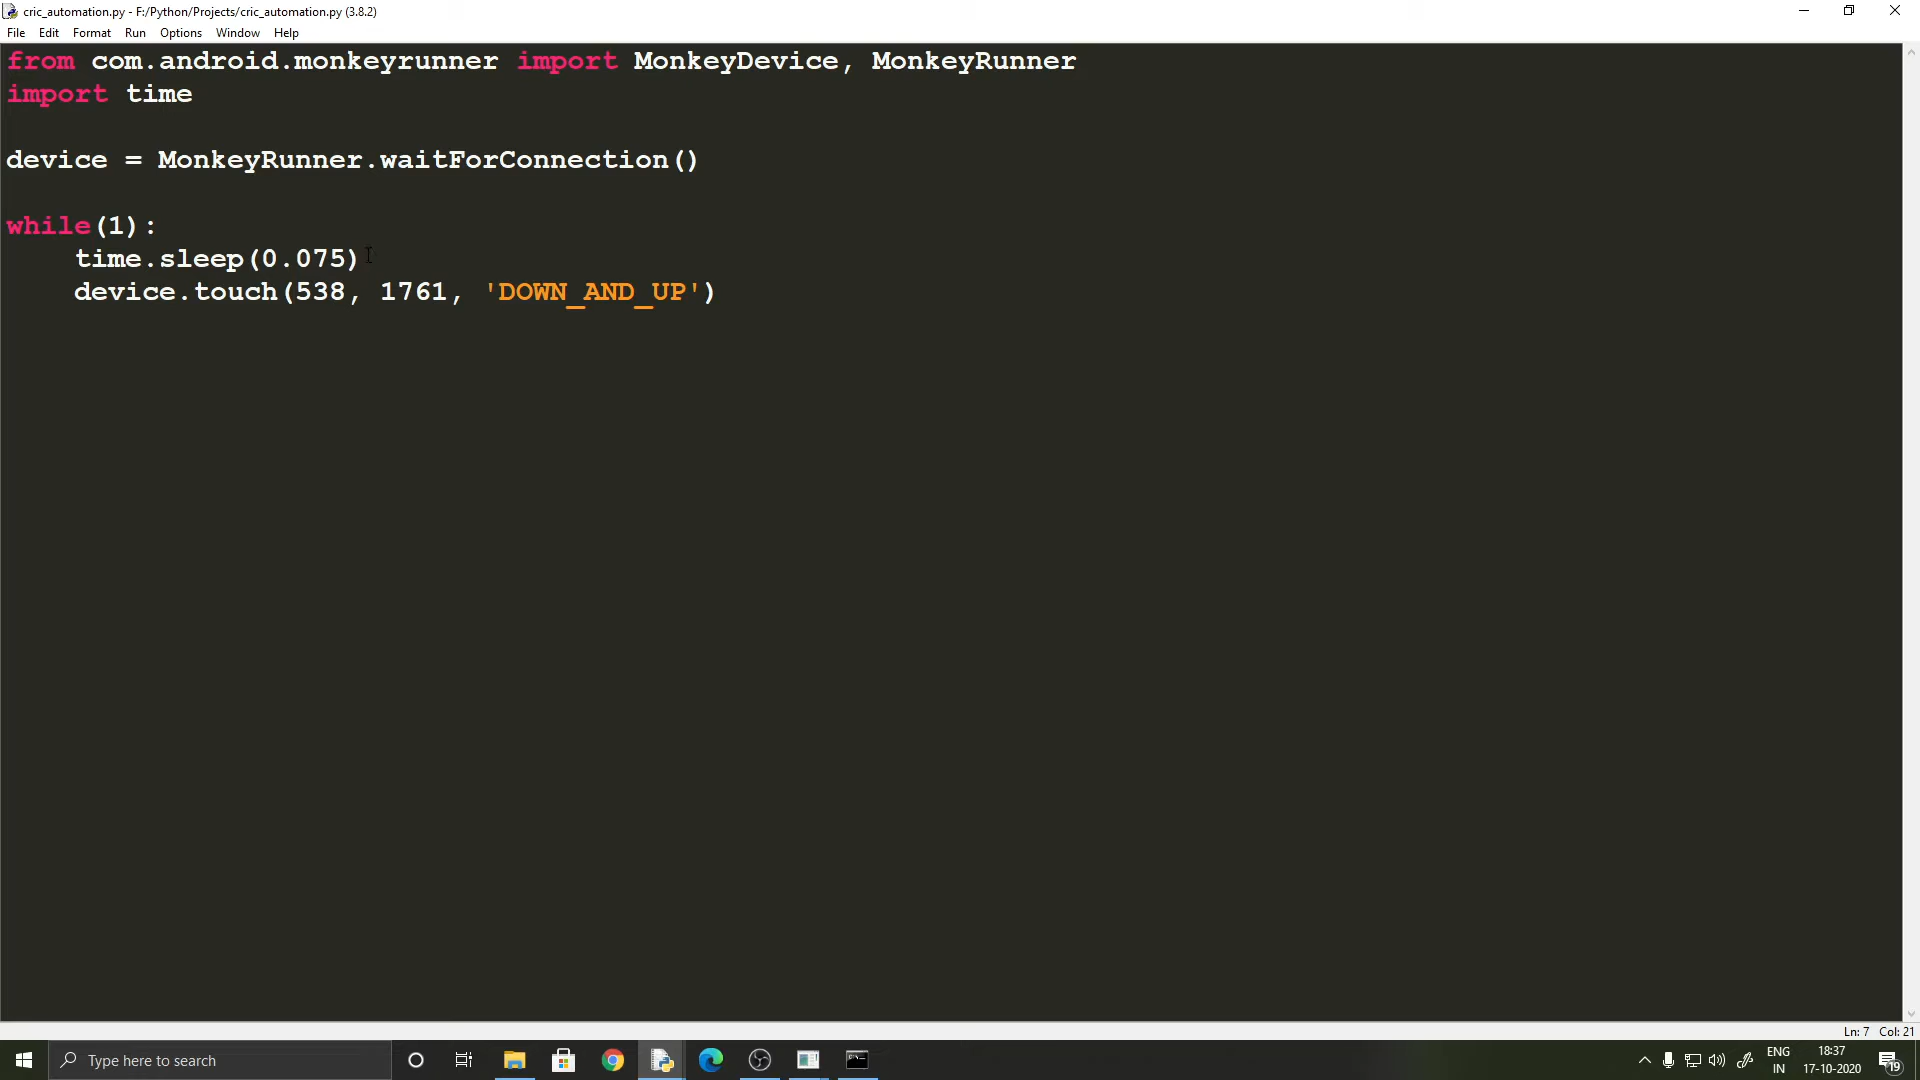 cric_automation.py - F:/Python/Projects/cric_automation.py (3.8.2)
File Edit Format Run Options Window Help
from com.android.monkeyrunner import MonkeyDevice, MonkeyRunner
import time
device = MonkeyRunner.waitForConnection()
while(1):
    time.sleep(0.075)
    device.touch(538, 1761, 'DOWN_AND_UP')
Ln: 7 Col: 21
Type here to search
ENG
IN
18:37
17-10-2020
19